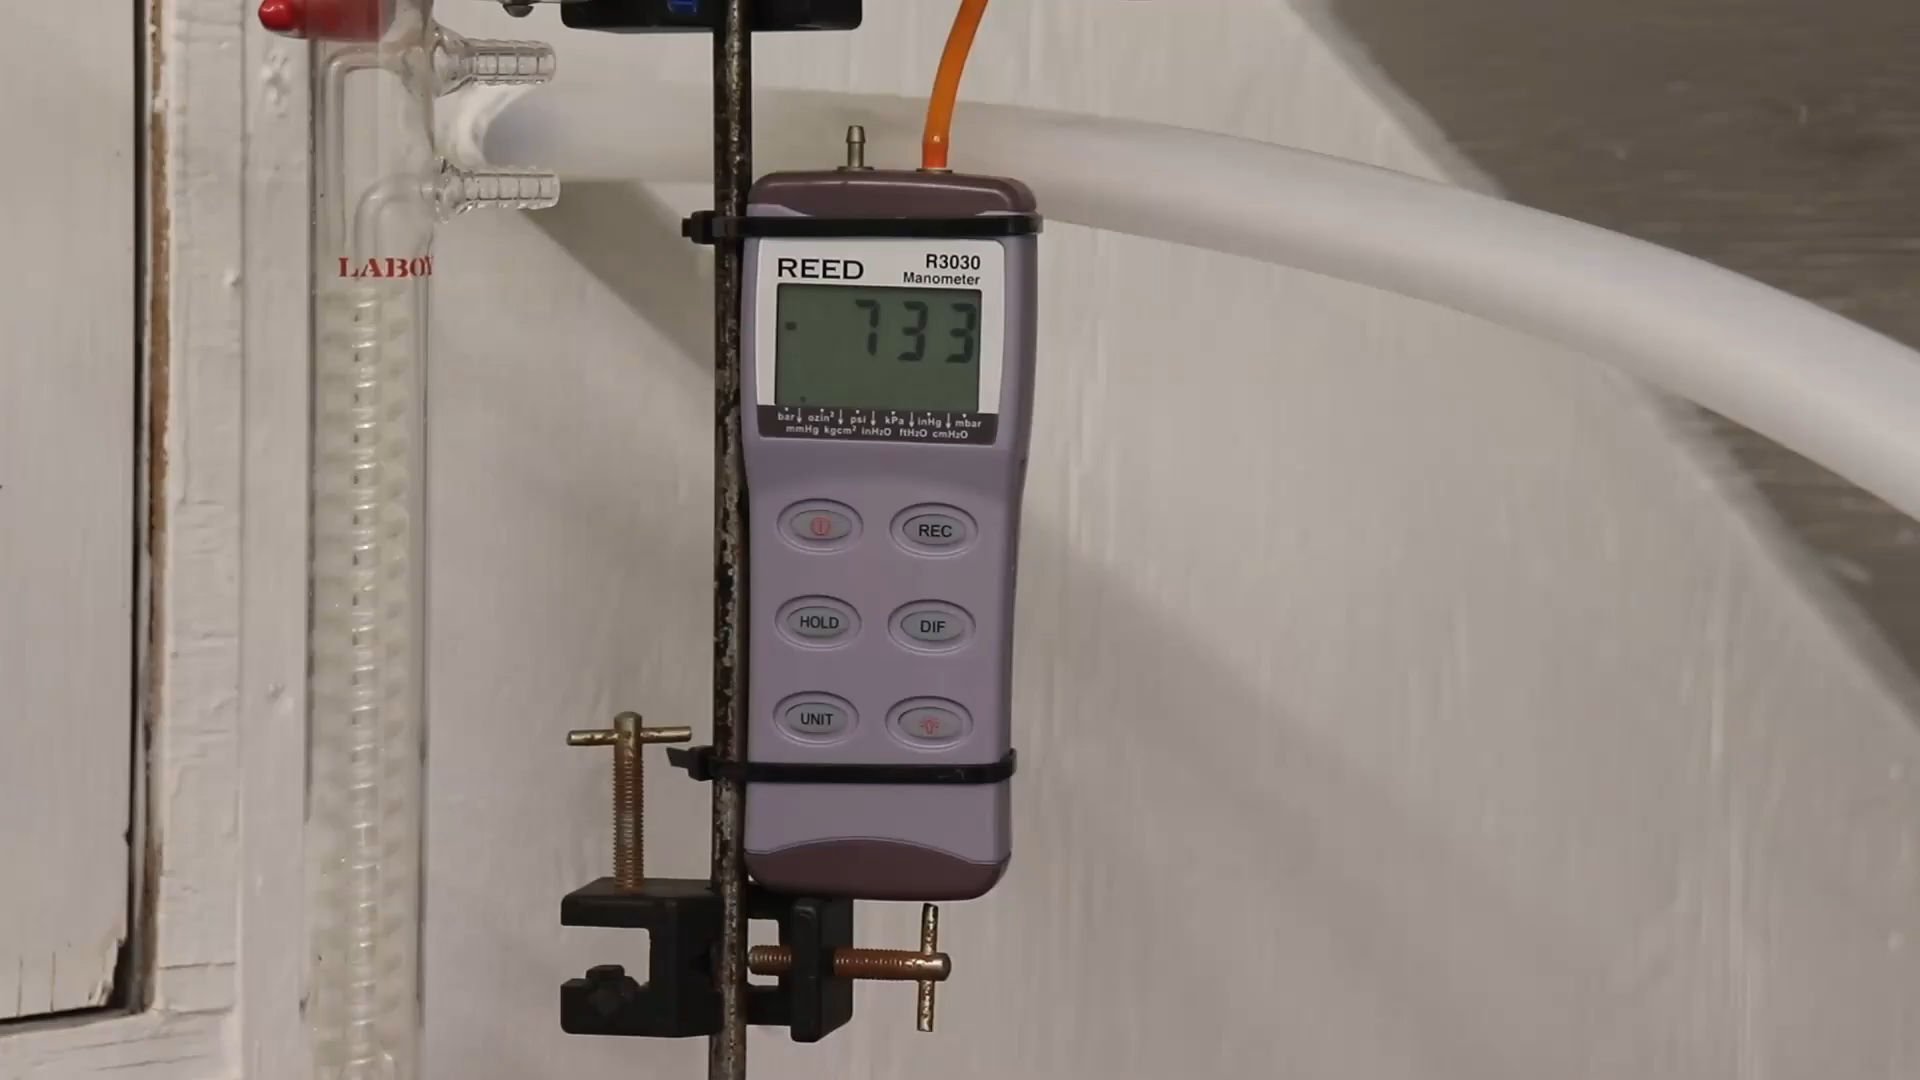 LABOY
REED
R3030
Manometer
- 733
bar ozin² psi kPa inHg mbar
mmHg kgcm² inH₂O ftH₂O cmH₂O
REC
HOLD
DIF
UNIT